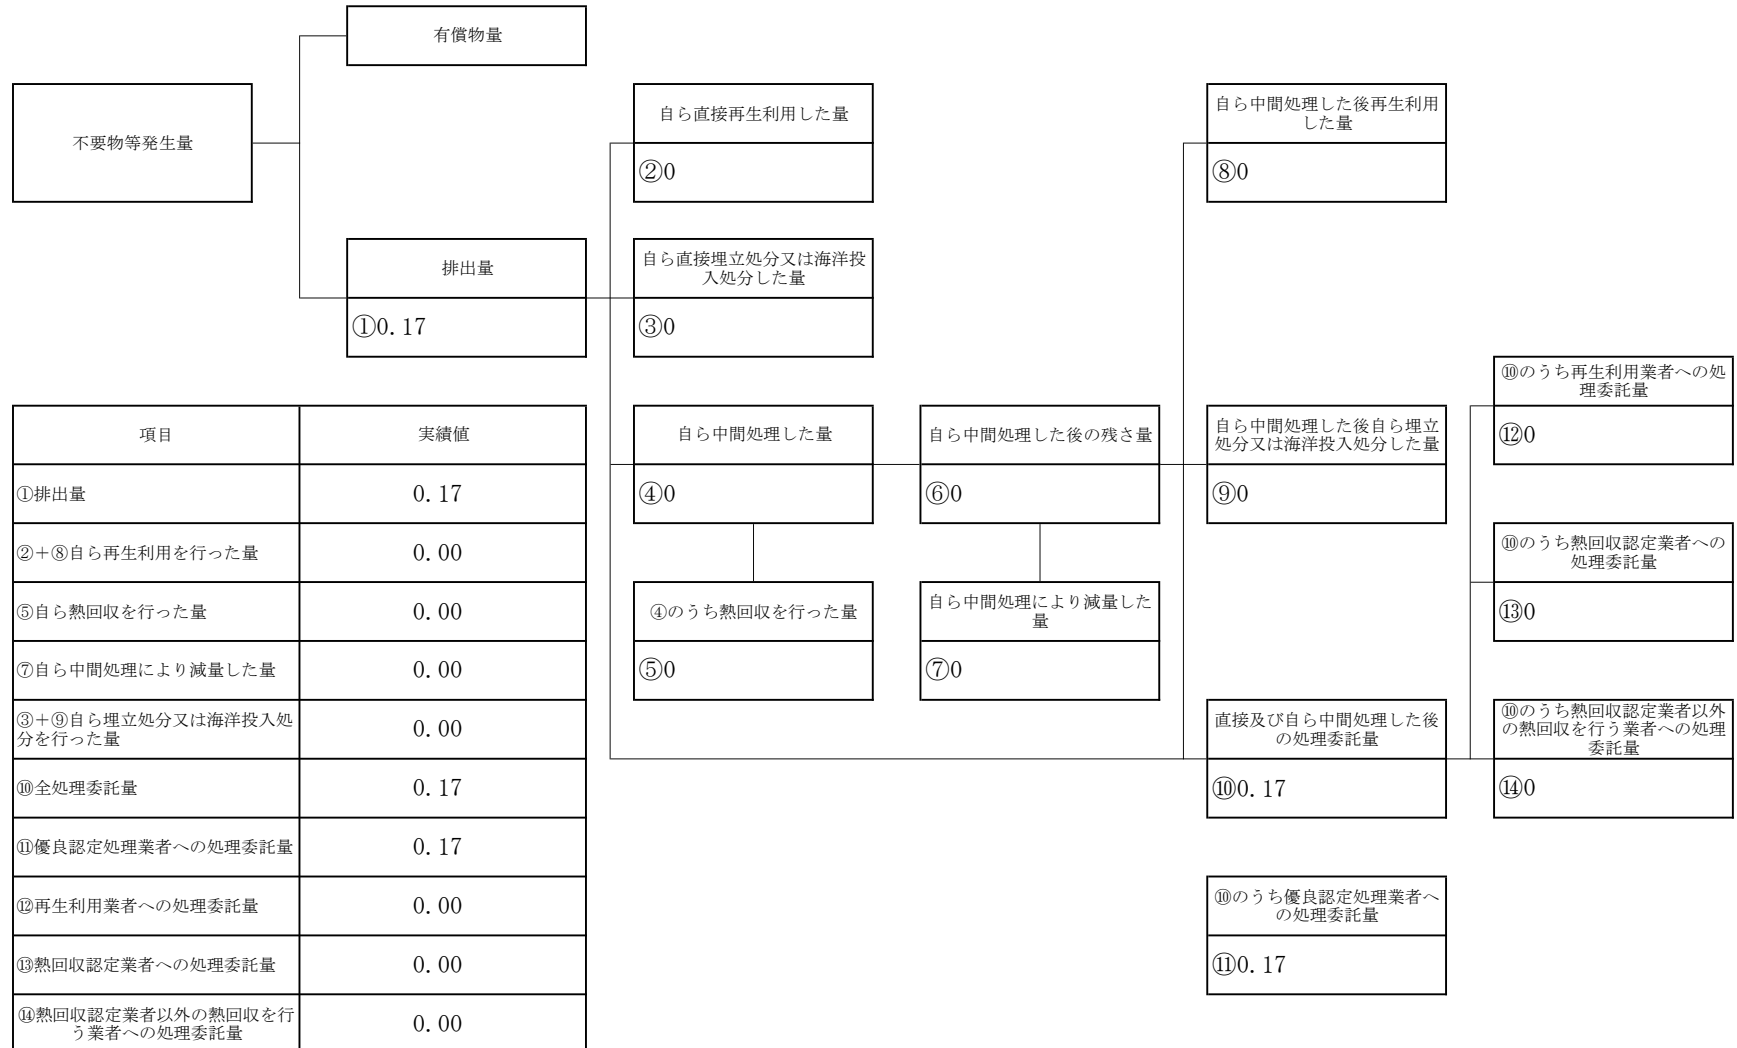 有償物量
不要物等発生量
自ら直接再生利用した量
②0
自ら中間処理した後再生利用
した量
⑧0
排出量
①0.17
自ら直接埋立処分又は海洋投
入処分した量
③0
⑩のうち再生利用業者への処
理委託量
⑫0
自ら中間処理した量
④0
自ら中間処理した後の残さ量
⑥0
自ら中間処理した後自ら埋立
処分又は海洋投入処分した量
⑨0
⑩のうち熱回収認定業者への
処理委託量
⑬0
④のうち熱回収を行った量
⑤0
自ら中間処理により減量した
量
⑦0
直接及び自ら中間処理した後
の処理委託量
⑩0.17
⑩のうち熱回収認定業者以外
の熱回収を行う業者への処理
委託量
⑭0
⑩のうち優良認定処理業者へ
の処理委託量
⑪0.17
項目 実績値
①排出量 0.17
②+⑧自ら再生利用を行った量 0.00
⑤自ら熱回収を行った量 0.00
⑦自ら中間処理により減量した量 0.00
③+⑨自ら埋立処分又は海洋投入処
分を行った量 0.00
⑩全処理委託量 0.17
⑪優良認定処理業者への処理委託量 0.17
⑫再生利用業者への処理委託量 0.00
⑬熱回収認定業者への処理委託量 0.00
⑭熱回収認定業者以外の熱回収を行
う業者への処理委託量 0.00